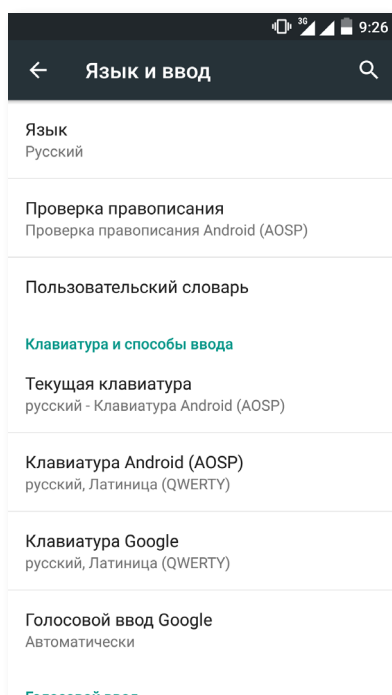 3G 9:26
Язык и ввод
Язык
Русский
Проверка правописания
Проверка правописания Android (AOSP)
Пользовательский словарь
Клавиатура и способы ввода
Текущая клавиатура
русский - Клавиатура Android (AOSP)
Клавиатура Android (AOSP)
русский, Латиница (QWERTY)
Клавиатура Google
русский, Латиница (QWERTY)
Голосовой ввод Google
Автоматически